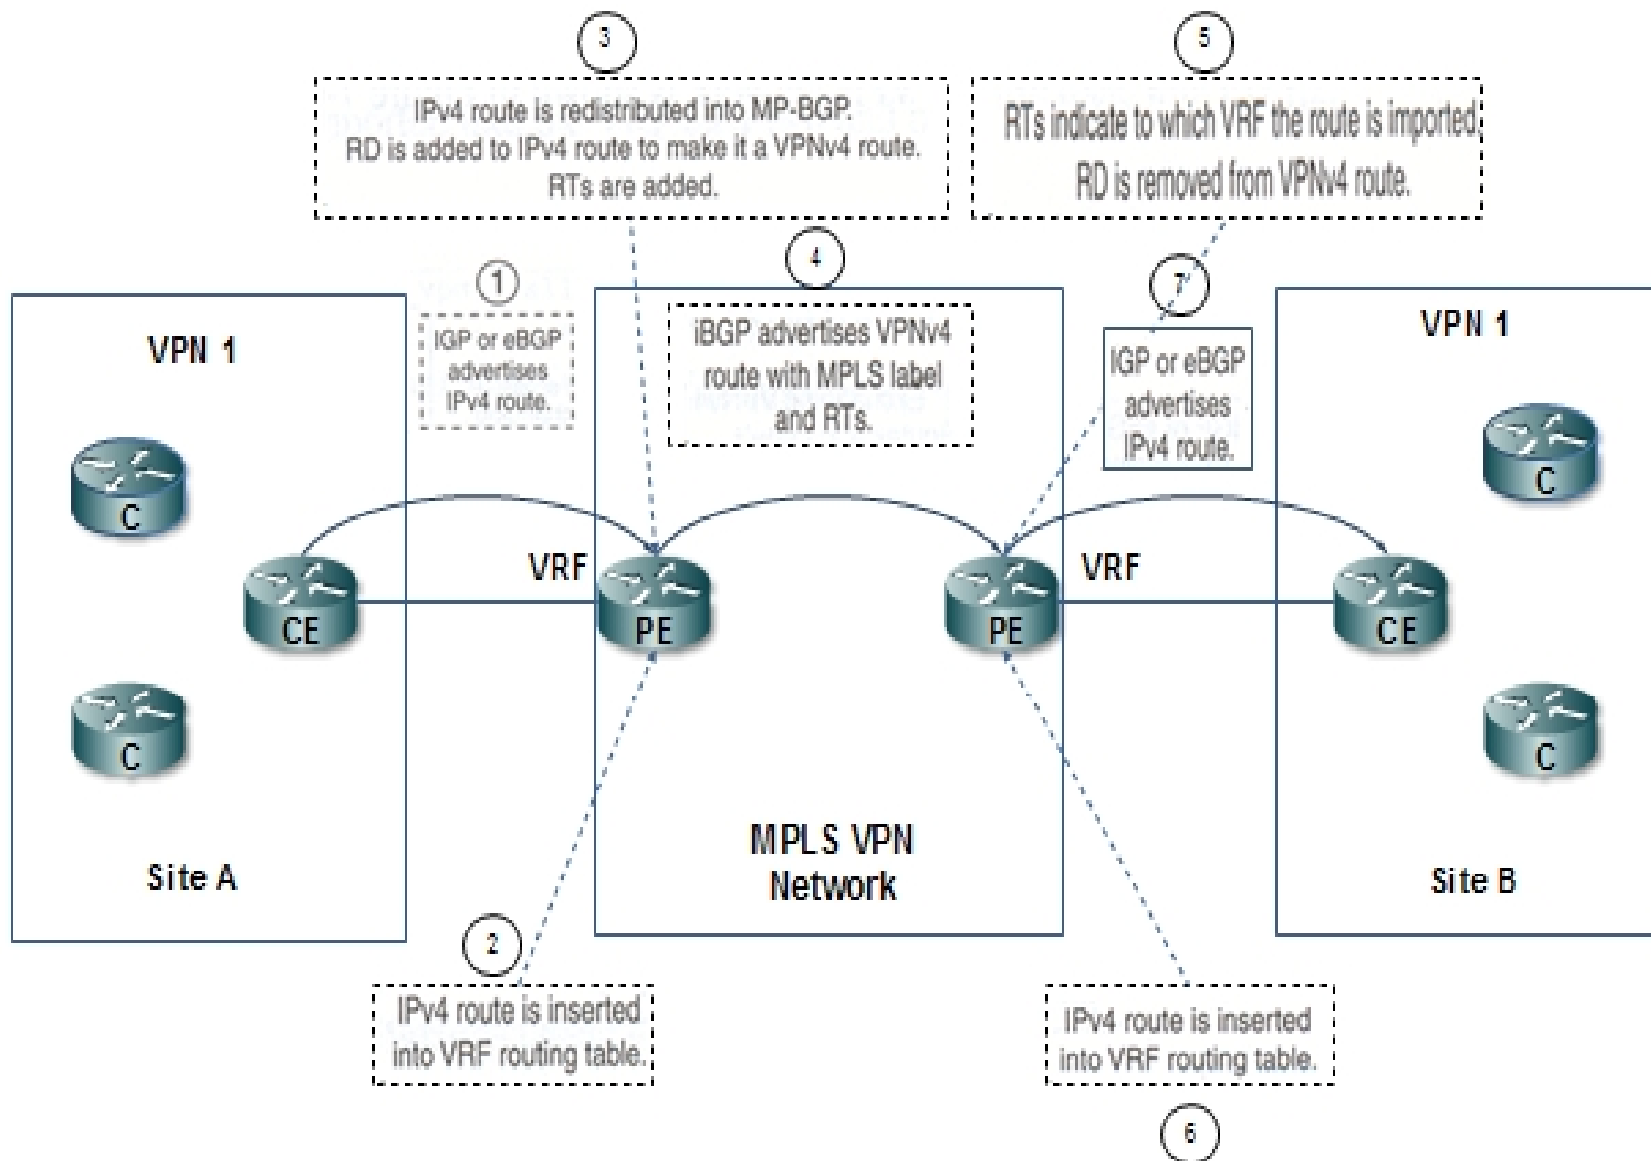 3
IPv4 route is redistributed into MP-BGP.
RD is added to IPv4 route to make it a VPNv4 route.
RTs are added.
5
RTs indicate to which VRF the route is imported.
RD is removed from VPNv4 route.
1
IGP or eBGP
advertises
IPv4 route.
4
iBGP advertises VPNv4
route with MPLS label
and RTs.
7
IGP or eBGP
advertises
IPv4 route.
VPN 1
C
CE
C
Site A
VRF
PE
PE
VRF
MPLS VPN
Network
VPN 1
C
CE
C
Site B
2
IPv4 route is inserted
into VRF routing table.
IPv4 route is inserted
into VRF routing table.
6